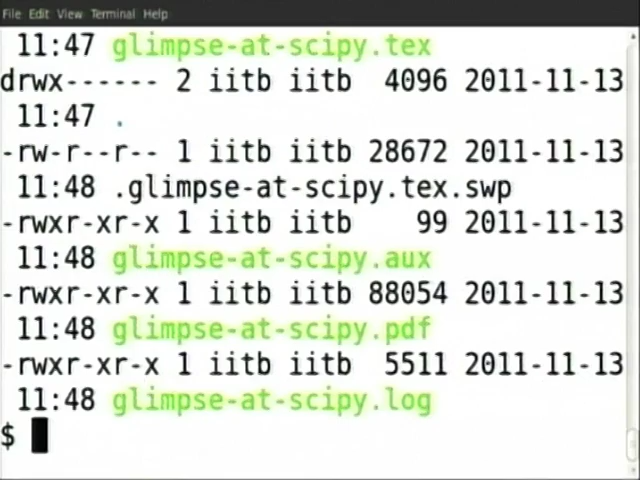 File Edit View Terminal Help
11:47 glimpse-at-scipy.tex
drwx------ 2 iitb iitb 4096 2011-11-13
11:47 .
-rw-r--r-- 1 iitb iitb 28672 2011-11-13
11:48 .glimpse-at-scipy.tex.swp
-rwxr-xr-x 1 iitb iitb 99 2011-11-13
11:48 glimpse-at-scipy.aux
-rwxr-xr-x 1 iitb iitb 88054 2011-11-13
11:48 glimpse-at-scipy.pdf
-rwxr-xr-x 1 iitb iitb 5511 2011-11-13
11:48 glimpse-at-scipy.log
$